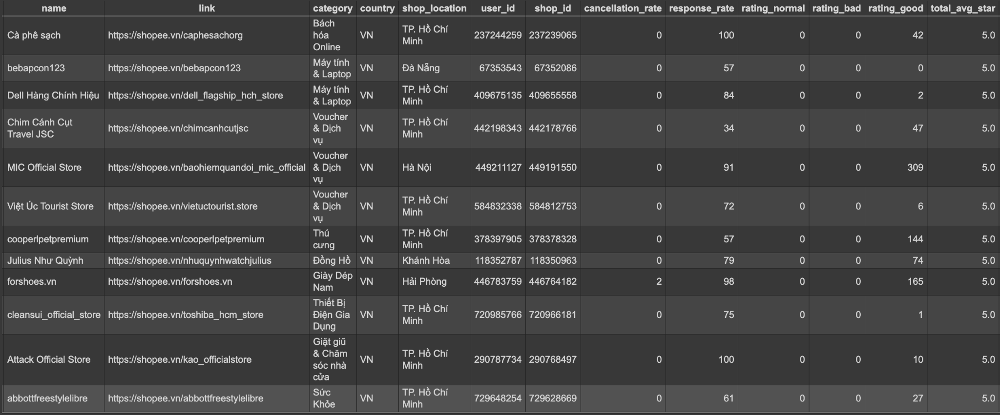 name link category country shop_location user_id shop_id cancellation_rate response_rate rating_normal rating_bad rating_good total_avg_star
Cà phê sạch https://shopee.vn/caphesachorg Bách hóa Online VN TP. Hồ Chí Minh 237244259 237239065 0 100 0 0 42 5.0
bebapcon123 https://shopee.vn/bebapcon123 Máy tính & Laptop VN Đà Nẵng 67353543 67352086 0 57 0 0 0 5.0
Dell Hàng Chính Hiệu https://shopee.vn/dell_flagship_hch_store Máy tính & Laptop VN TP. Hồ Chí Minh 409675135 409655558 0 84 0 0 2 5.0
Chim Cánh Cụt Travel JSC https://shopee.vn/chimcanhcutjsc Voucher & Dịch vụ VN TP. Hồ Chí Minh 442198343 442178766 0 34 0 0 47 5.0
MIC Official Store https://shopee.vn/baohiemquandoi_mic_official Voucher & Dịch vụ VN Hà Nội 449211127 449191550 0 91 0 0 309 5.0
Việt Úc Tourist Store https://shopee.vn/vietuctourist.store Voucher & Dịch vụ VN TP. Hồ Chí Minh 584832338 584812753 0 72 0 0 6 5.0
cooperlpetpremium https://shopee.vn/cooperlpetpremium Thú cưng VN TP. Hồ Chí Minh 378397905 378378328 0 57 0 0 144 5.0
Julius Như Quỳnh https://shopee.vn/nhuquynhwatchjulius Đồng Hồ VN Khánh Hòa 118352787 118350963 0 79 0 0 74 5.0
forshoes.vn https://shopee.vn/forshoes.vn Giày Dép Nam VN Hải Phòng 446783759 446764182 2 98 0 0 165 5.0
cleansui_official_store https://shopee.vn/toshiba_hcm_store Thiết Bị Điện Gia Dụng VN TP. Hồ Chí Minh 720985766 720966181 0 75 0 0 1 5.0
Attack Official Store https://shopee.vn/kao_officialstore Giặt giũ & Chăm sóc nhà cửa VN TP. Hồ Chí Minh 290787734 290768497 0 100 0 0 10 5.0
abbottfreestylelibre https://shopee.vn/abbottfreestylelibre Sức Khỏe VN TP. Hồ Chí Minh 729648254 729628669 0 61 0 0 27 5.0